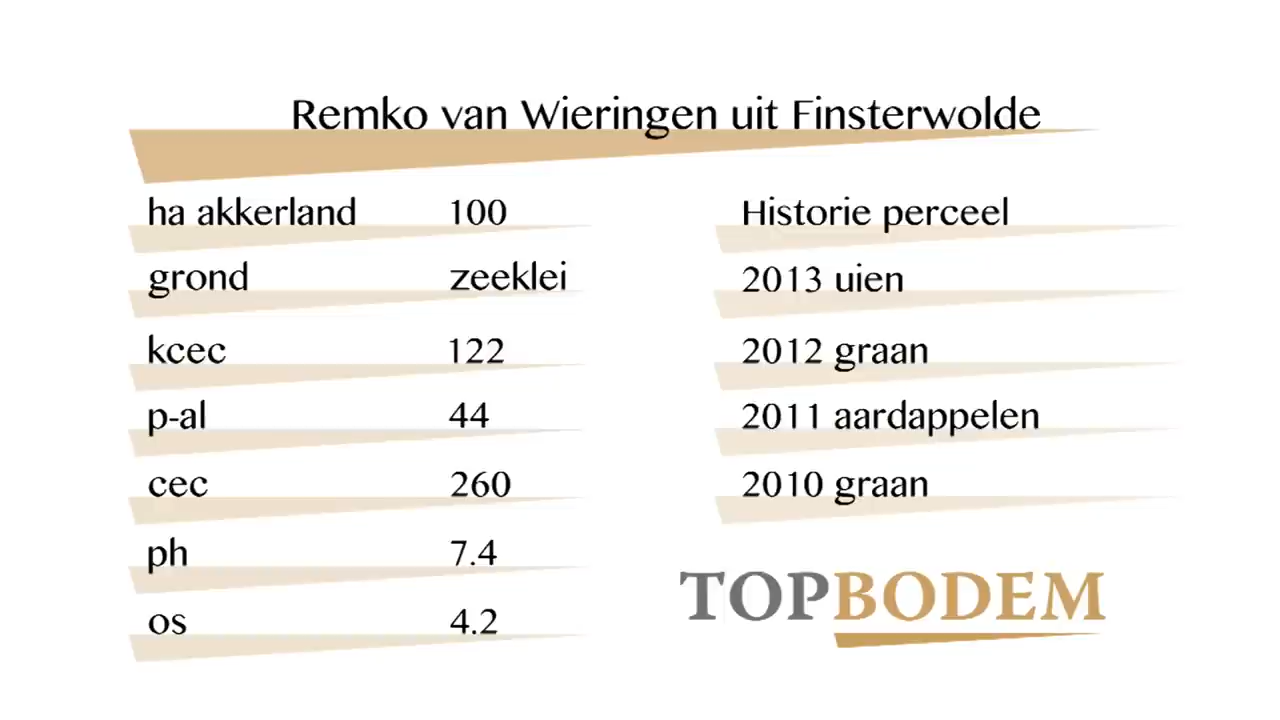 Remko van Wieringen uit Finsterwolde
ha akkerland 100
grond zeeklei
kcec 122
p-al 44
cec 260
ph 7.4
os 4.2
Historie perceel
2013 uien
2012 graan
2011 aardappelen
2010 graan
TOPBODEM